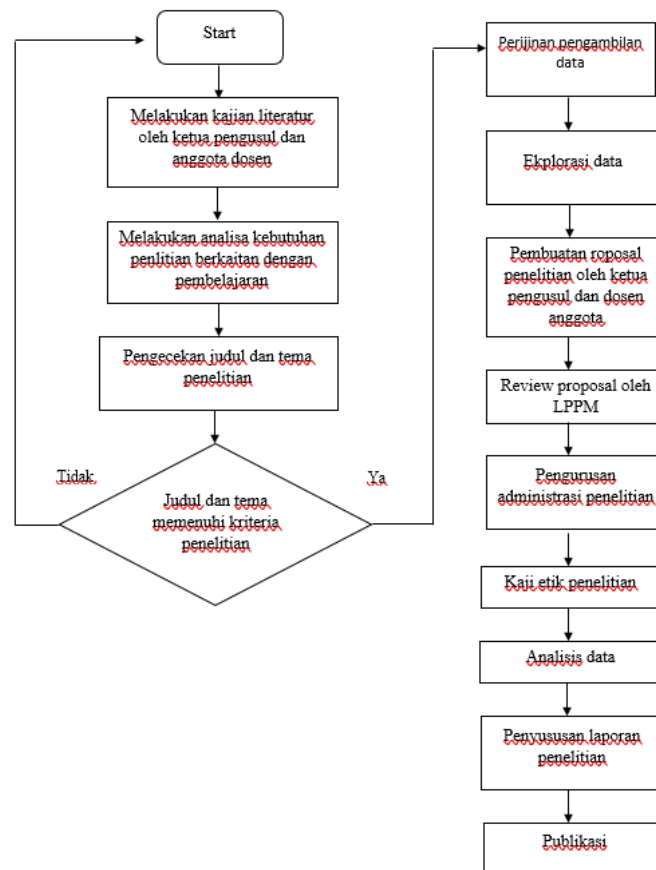 Start
Melakukan kajian literatur
oleh ketua pengusul dan
anggota dosen
Melakukan analisa kebutuhan
penlitian berkaitan dengan
pembelajaran
Pengecekan judul dan tema
penelitian
Tidak
Ya
Judul dan tema
memenuhi kriteria
penelitian
Perijinan pengambilan
data
Ekplorasi data
Pembuatan roposal
penelitian oleh ketua
pengusul dan dosen
anggota
Review proposal oleh
LPPM
Pengurusan
administrasi penelitian
Kaji etik penelitian
Analisis data
Penyususan laporan
penelitian
Publikasi